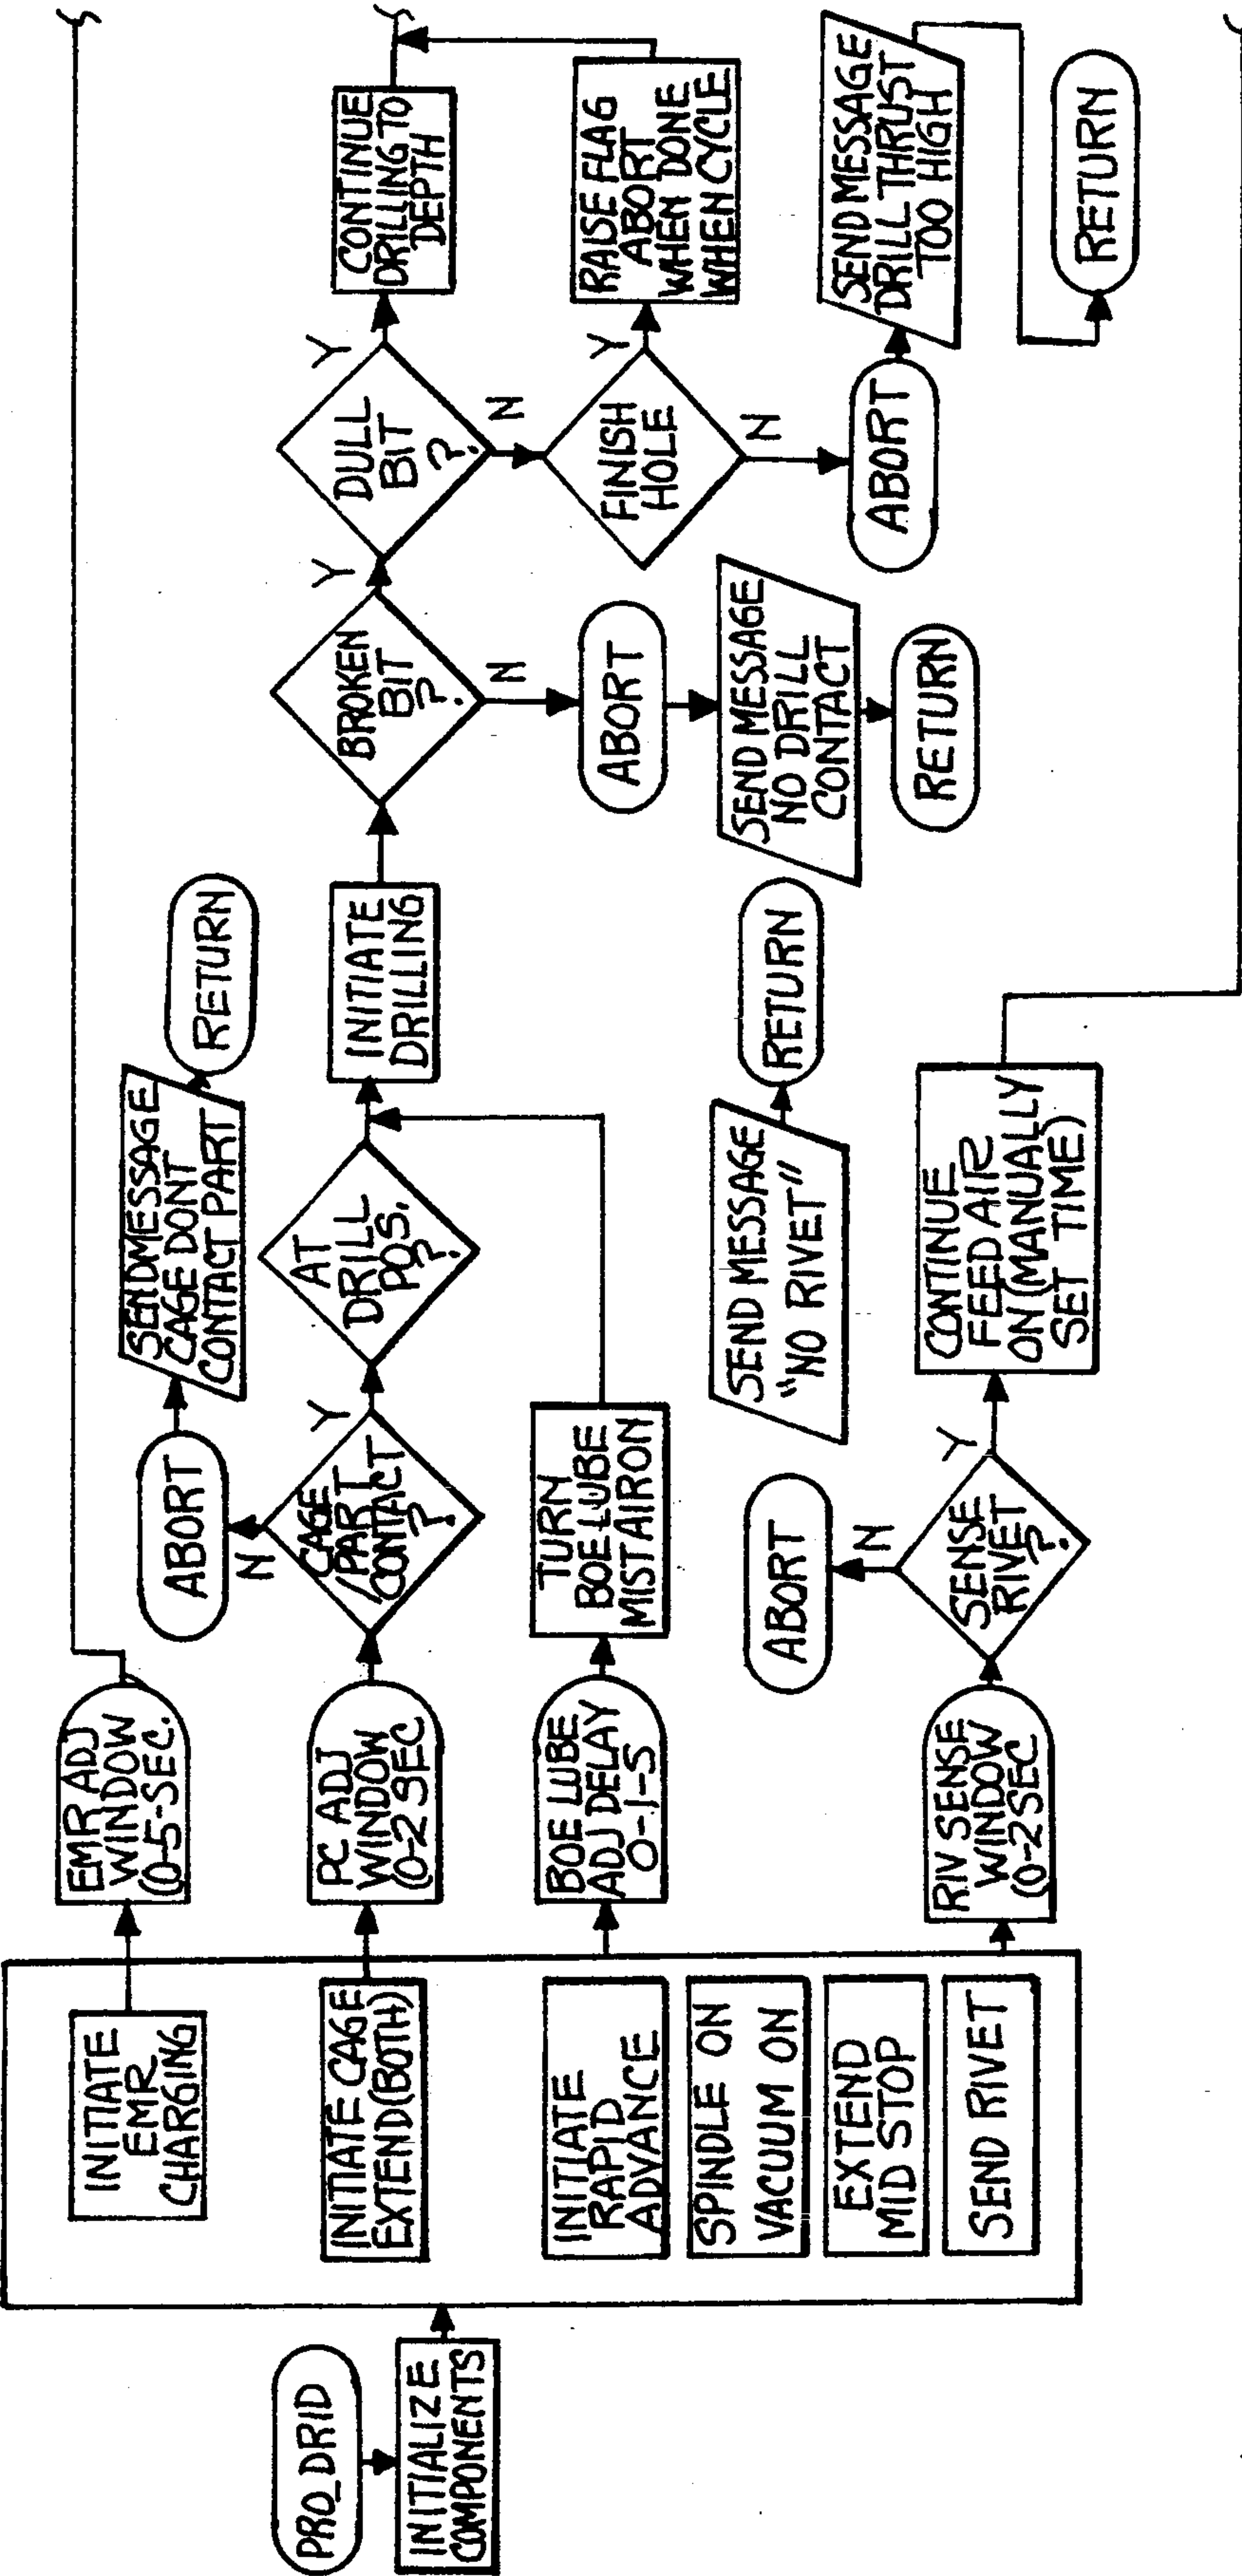 PRO_DRID
INITIALIZE
COMPONENTS
INITIATE
EMR
CHARGING
INITIATE CAGE
EXTEND(BOTH)
INITIATE
RAPID
ADVANCE
SPINDLE ON
VACUUM ON
EXTEND
MID STOP
SEND RIVET
EMR ADJ
WINDOW
(0-5-SEC.
PC ADJ
WINDOW
(0-2 SEC
BOE LUBE
ADJ DELAY
0-1-5
RIV SENSE
WINDOW
(0-2SEC
ABORT
N
CAGE
/PART
CONTACT
?
Y
SENDMESSAGE
CAGE DONT
CONTACT PART
RETURN
AT
DRILL
POS.
?
TURN
BOE LUBE
MISTAIRON
INITIATE
DRILLING
ABORT
N
SENSE
RIVET
?
Y
SEND MESSAGE
"NO RIVET"
RETURN
CONTINUE
FEED AIR
ON (MANUALLY
SET TIME)
BROKEN
BIT
?
Y
N
ABORT
SEND MESSAGE
NO DRILL
CONTACT
RETURN
DULL
BIT
?
Y
N
CONTINUE
DRILLING TO
DEPTH
FINISH
HOLE
Y
N
RAISE FLAG
ABORT
WHEN DONE
WHEN CYCLE
ABORT
SEND MESSAGE
DRILL THRUST
TOO HIGH
RETURN